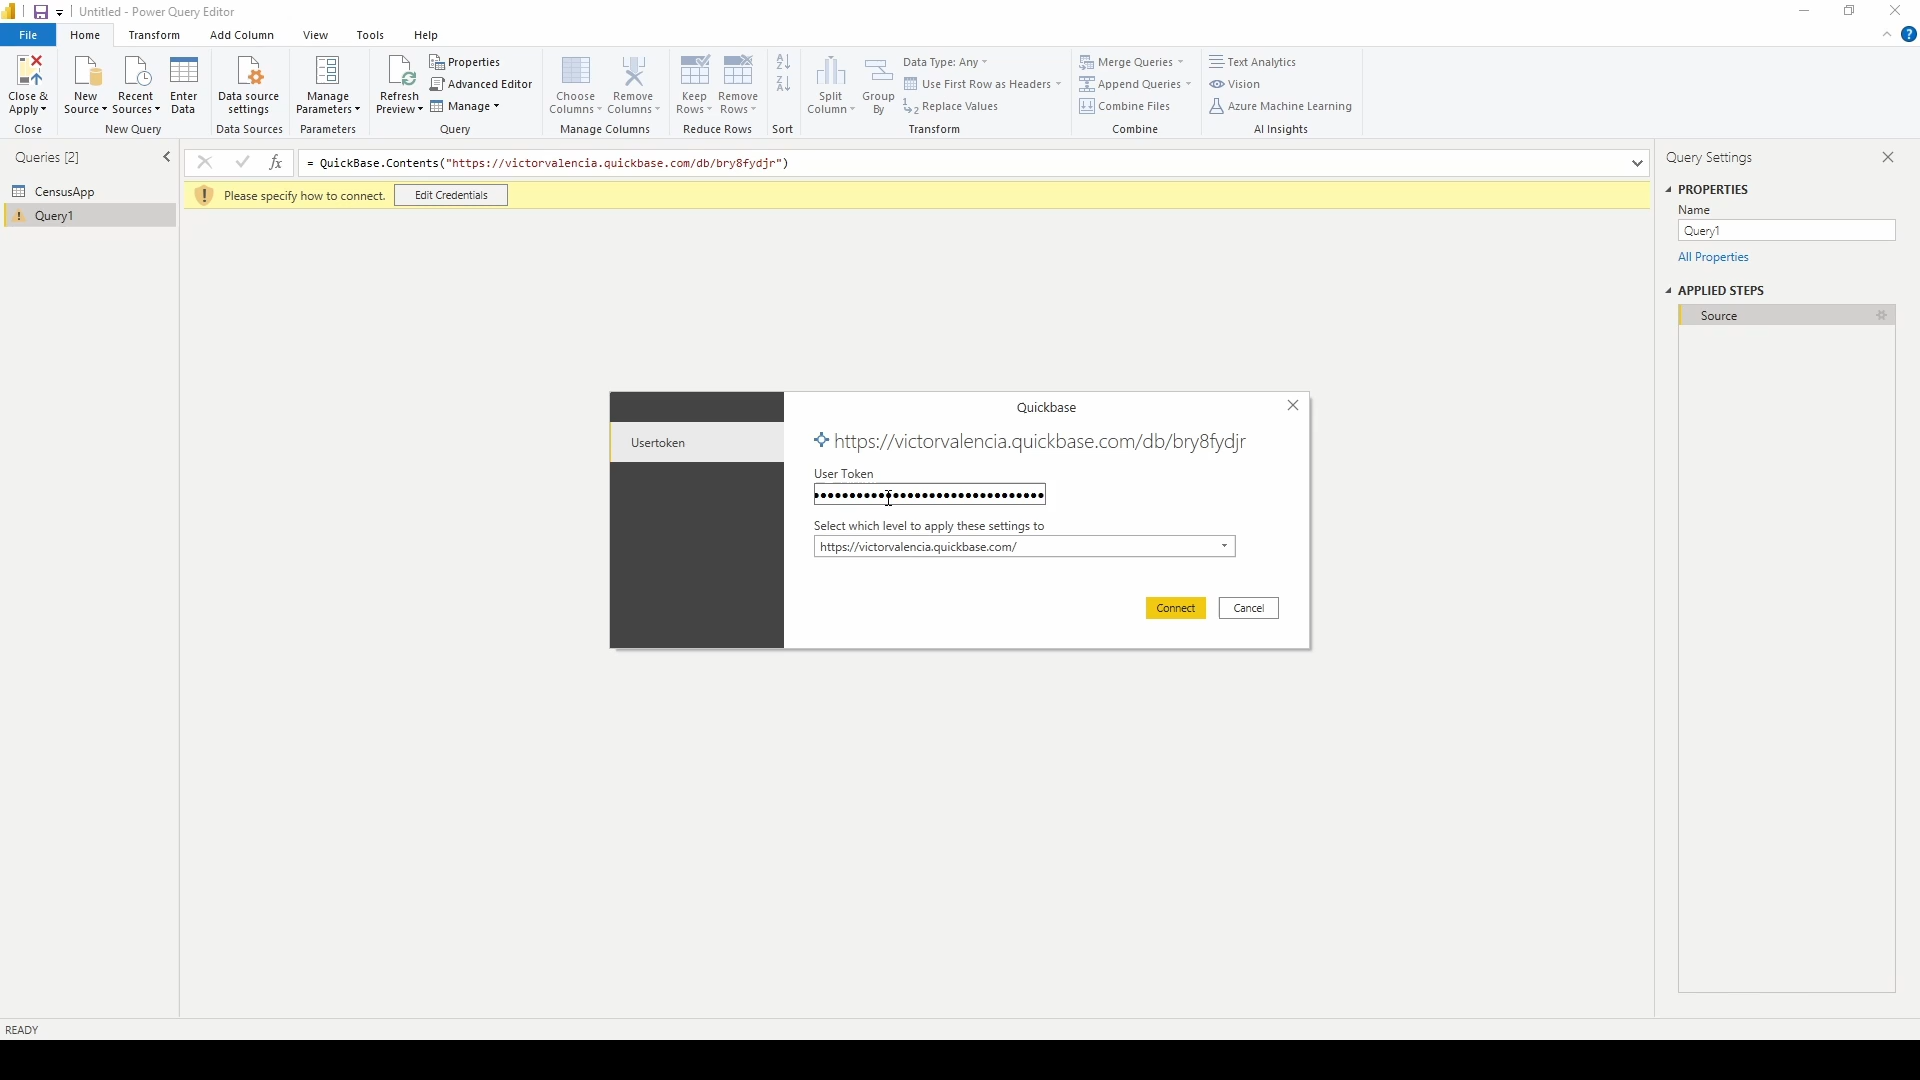 Untitled - Power Query Editor
File Home Transform Add Column View Tools Help
Close & Apply
Close
New Source
Recent Sources
Enter Data
New Query
Data source settings
Data Sources
Manage Parameters
Parameters
Refresh Preview
Properties
Advanced Editor
Manage
Query
Choose Columns
Remove Columns
Manage Columns
Keep Rows
Remove Rows
Reduce Rows
Sort
Split Column
Group By
Data Type: Any
Use First Row as Headers
Replace Values
Transform
Merge Queries
Append Queries
Combine Files
Combine
Text Analytics
Vision
Azure Machine Learning
AI Insights
Queries [2]
CensusApp
Query1
fx
= QuickBase.Contents("https://victorvalencia.quickbase.com/db/bry8fydjr")
Please specify how to connect. Edit Credentials
Quickbase
Usertoken
https://victorvalencia.quickbase.com/db/bry8fydjr
User Token
Select which level to apply these settings to
https://victorvalencia.quickbase.com/
Connect Cancel
Query Settings
PROPERTIES
Name
Query1
All Properties
APPLIED STEPS
Source
READY